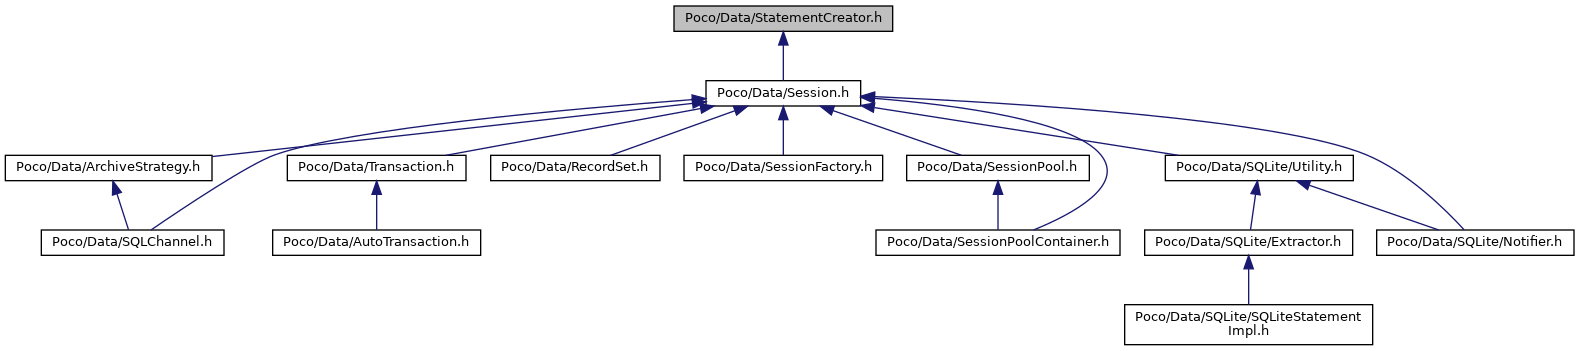 Poco/Data/StatementCreator.h
Poco/Data/Session.h
Poco/Data/ArchiveStrategy.h
Poco/Data/Transaction.h
Poco/Data/RecordSet.h
Poco/Data/SessionFactory.h
Poco/Data/SessionPool.h
Poco/Data/SQLite/Utility.h
Poco/Data/SQLChannel.h
Poco/Data/AutoTransaction.h
Poco/Data/SessionPoolContainer.h
Poco/Data/SQLite/Extractor.h
Poco/Data/SQLite/Notifier.h
Poco/Data/SQLite/SQLiteStatement
Impl.h